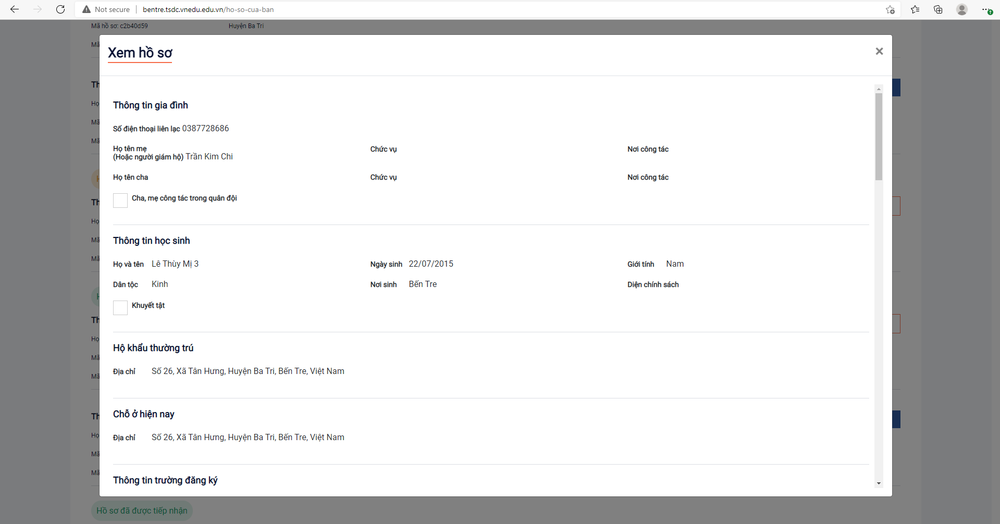 Not secure | bentre.tsdc.vnedu.edu.vn/ho-so-cua-ban
Mã hồ sơ: c2b40d59 Huyện Ba Tri
Mã
Xem hồ sơ ×
Thông tin gia đình
Số điện thoại liên lạc 0387728686
Họ tên mẹ Chức vụ Nơi công tác
(Hoặc người giám hộ) Trần Kim Chi
Họ tên cha Chức vụ Nơi công tác
Cha, mẹ công tác trong quân đội
Thông tin học sinh
Họ và tên Lê Thùy Mị 3 Ngày sinh 22/07/2015 Giới tính Nam
Dân tộc Kinh Nơi sinh Bến Tre Diện chính sách
Khuyết tật
Hộ khẩu thường trú
Địa chỉ Số 26, Xã Tân Hưng, Huyện Ba Tri, Bến Tre, Việt Nam
Chỗ ở hiện nay
Địa chỉ Số 26, Xã Tân Hưng, Huyện Ba Tri, Bến Tre, Việt Nam
Thông tin trường đăng ký
Hồ sơ đã được tiếp nhận